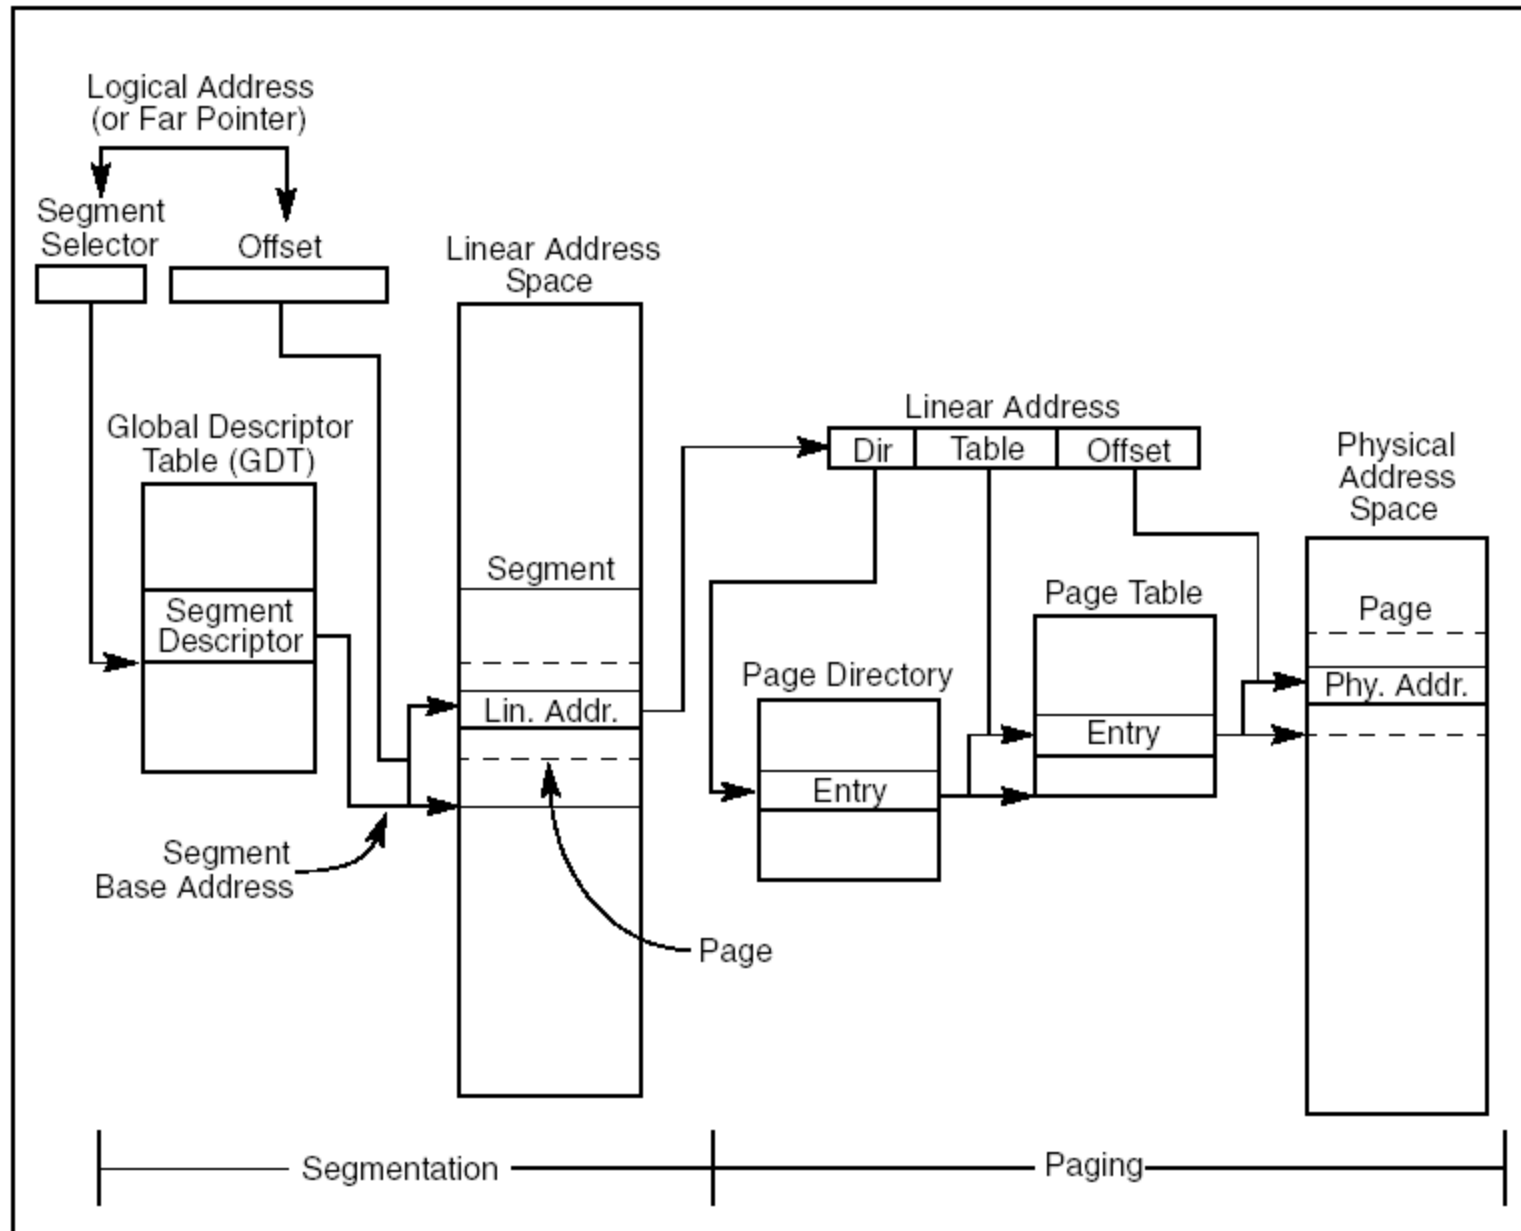 Logical Address
(or Far Pointer)
Segment
Selector
Offset
Linear Address
Space
Global Descriptor
Table (GDT)
Segment
Descriptor
Segment
Lin. Addr.
Segment
Base Address
Page
Linear Address
Dir
Table
Offset
Page Directory
Entry
Page Table
Entry
Physical
Address
Space
Page
Phy. Addr.
Segmentation
Paging